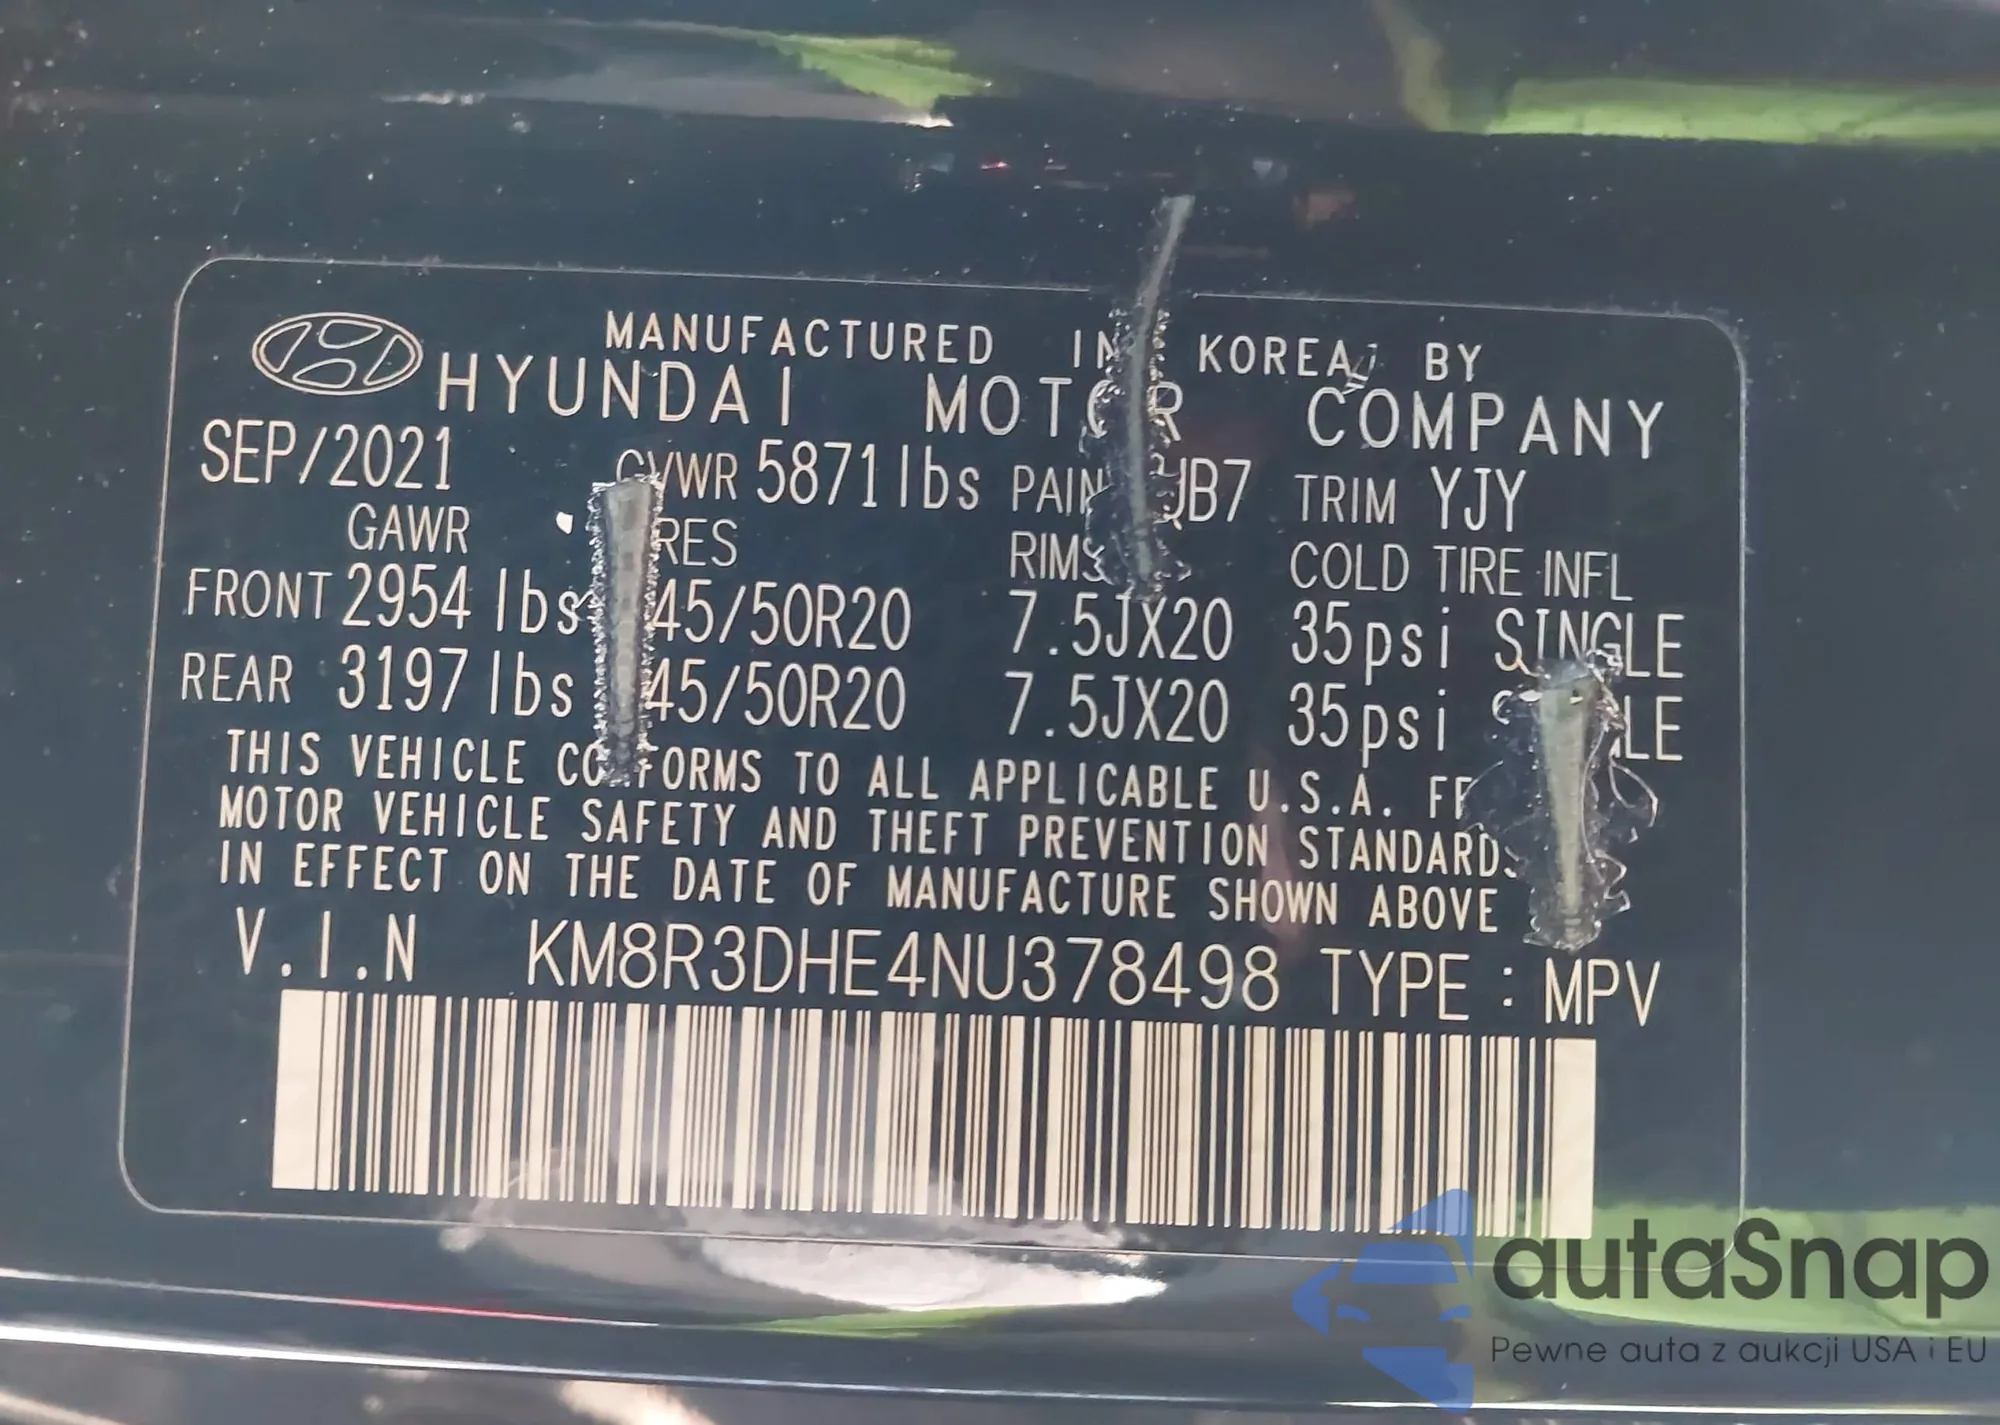 MANUFACTURED IN KOREA BY
HYUNDAI MOTOR COMPANY
SEP/2021 GVWR 5871lbs TRIM YJY
GAWR RIMS COLD TIRE INFL
FRONT 2954 lbs 45/50R20 7.5JX20 35psi SINGLE
REAR 3197 lbs 45/50R20 7.5JX20 35psi
THIS VEHICLE CONFORMS TO ALL APPLICABLE U.S.A.
MOTOR VEHICLE SAFETY AND THEFT PREVENTION STANDARDS
IN EFFECT ON THE DATE OF MANUFACTURE SHOWN ABOVE
V.I.N KM8R3DHE4NU378498 TYPE : MPV
autaSnap
Pewne auta z aukcji USA i EU